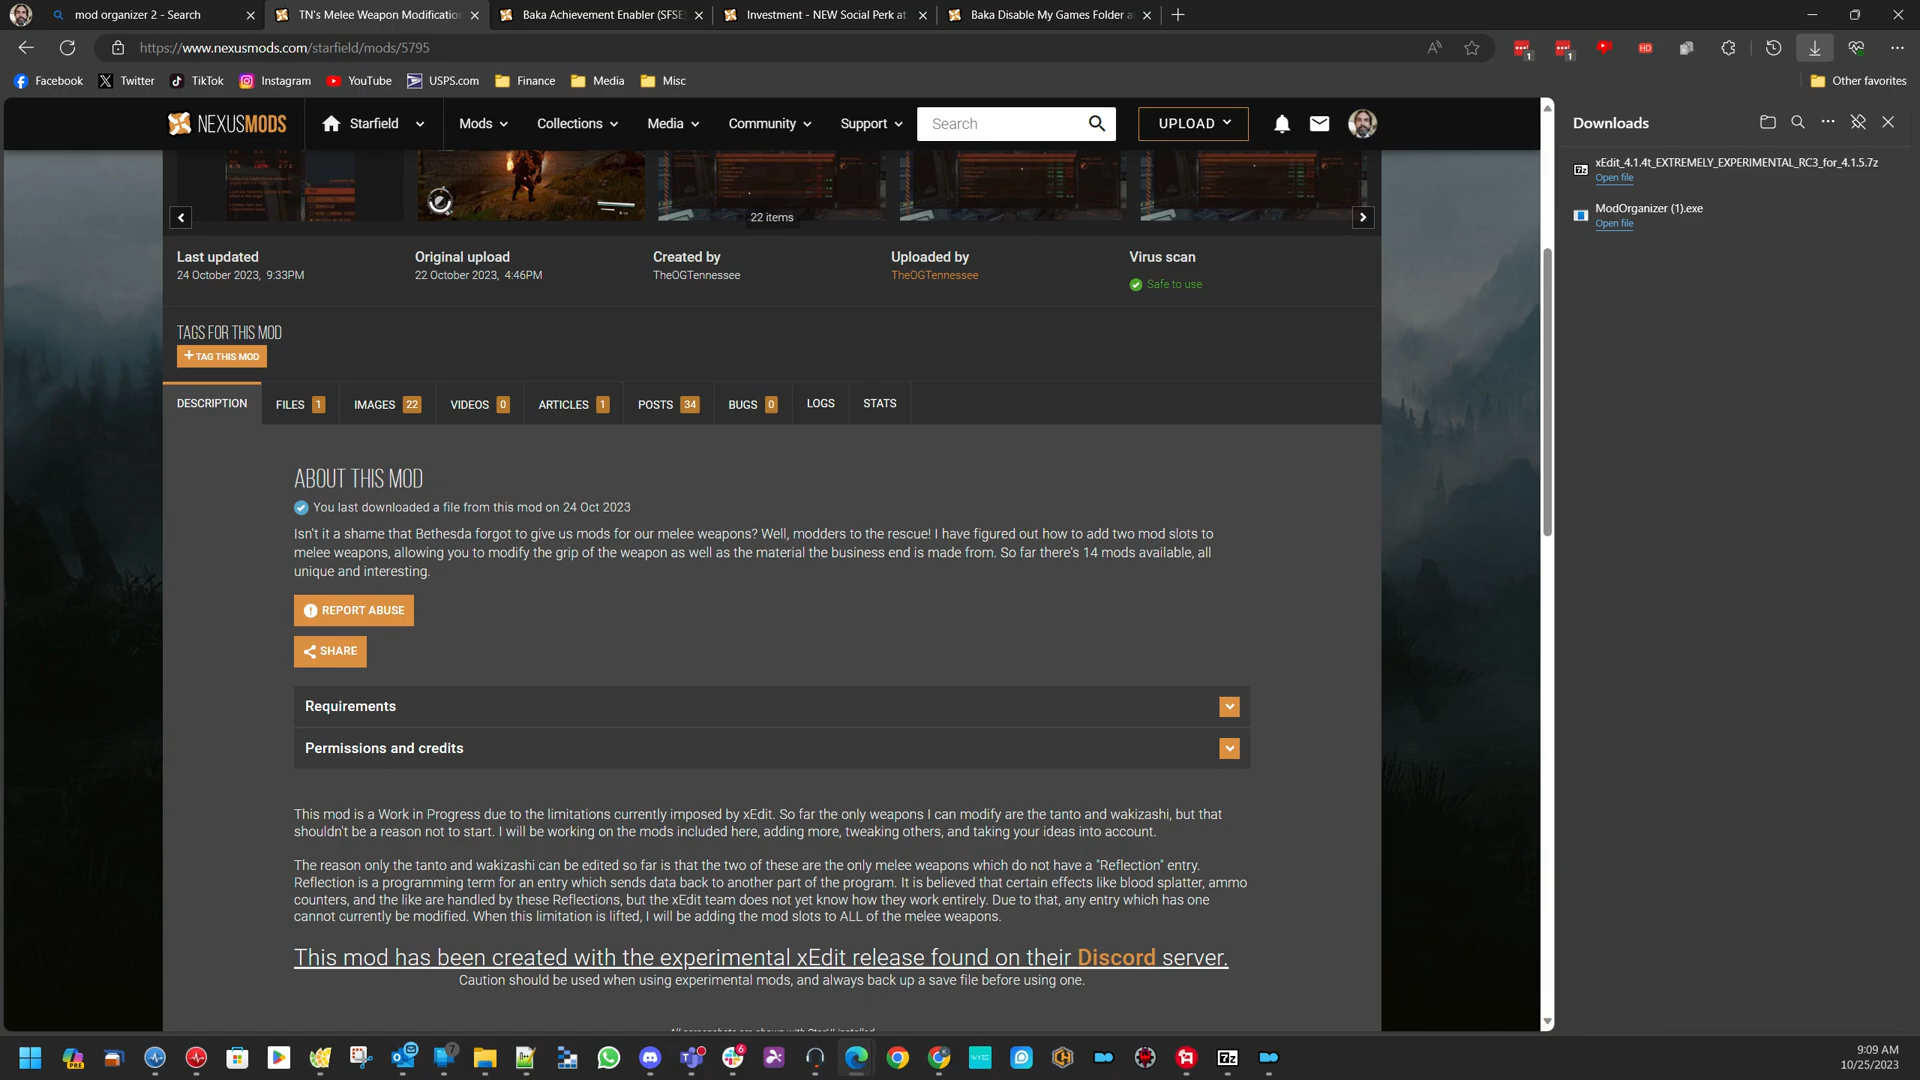 mod organizer 2 - Search
TN's Melee Weapon Modification
Baka Achievement Enabler (SFSE)
Investment - NEW Social Perk at
Baka Disable My Games Folder a
https://www.nexusmods.com/starfield/mods/5795
Facebook
Twitter
TikTok
Instagram
YouTube
USPS.com
Finance
Media
Misc
Other favorites
NEXUSMODS
Starfield
Mods
Collections
Media
Community
Support
Search
UPLOAD
Downloads
xEdit_4.1.4t_EXTREMELY_EXPERIMENTAL_RC3_for_4.1.5.7z
Open file
ModOrganizer (1).exe
Open file
22 items
Last updated
24 October 2023, 9:33PM
Original upload
22 October 2023, 4:46PM
Created by
TheOGTennessee
Uploaded by
TheOGTennessee
Virus scan
Safe to use
TAGS FOR THIS MOD
+ TAG THIS MOD
DESCRIPTION
FILES 1
IMAGES 22
VIDEOS 0
ARTICLES 1
POSTS 34
BUGS 0
LOGS
STATS
ABOUT THIS MOD
You last downloaded a file from this mod on 24 Oct 2023
Isn't it a shame that Bethesda forgot to give us mods for our melee weapons? Well, modders to the rescue! I have figured out how to add two mod slots to
melee weapons, allowing you to modify the grip of the weapon as well as the material the business end is made from. So far there's 14 mods available, all
unique and interesting.
REPORT ABUSE
SHARE
Requirements
Permissions and credits
This mod is a Work in Progress due to the limitations currently imposed by xEdit. So far the only weapons I can modify are the tanto and wakizashi, but that
shouldn't be a reason not to start. I will be working on the mods included here, adding more, tweaking others, and taking your ideas into account.
The reason only the tanto and wakizashi can be edited so far is that the two of these are the only melee weapons which do not have a "Reflection" entry.
Reflection is a programming term for an entry which sends data back to another part of the program. It is believed that certain effects like blood splatter, ammo
counters, and the like are handled by these Reflections, but the xEdit team does not yet know how they work entirely. Due to that, any entry which has one
cannot currently be modified. When this limitation is lifted, I will be adding the mod slots to ALL of the melee weapons.
This mod has been created with the experimental xEdit release found on their Discord server.
Caution should be used when using experimental mods, and always back up a save file before using one.
9:09 AM
10/25/2023